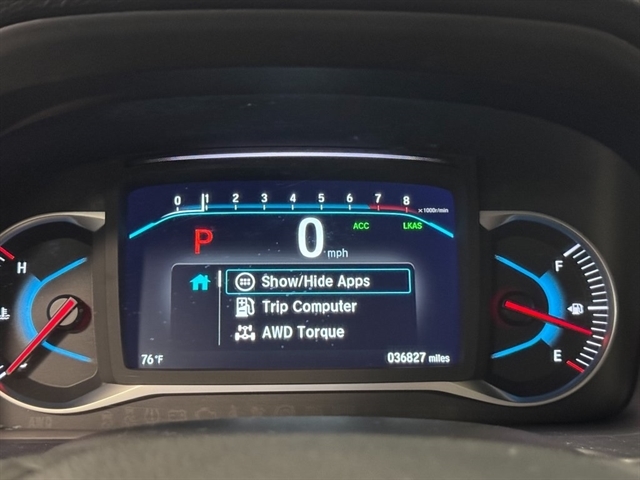 0 1 2 3 4 5 6 7 8 x1000r/min
ACC LKAS
P 0 mph
H
F
Show/Hide Apps
Trip Computer
AWD Torque
C
E
76°F 036827 miles
AWD